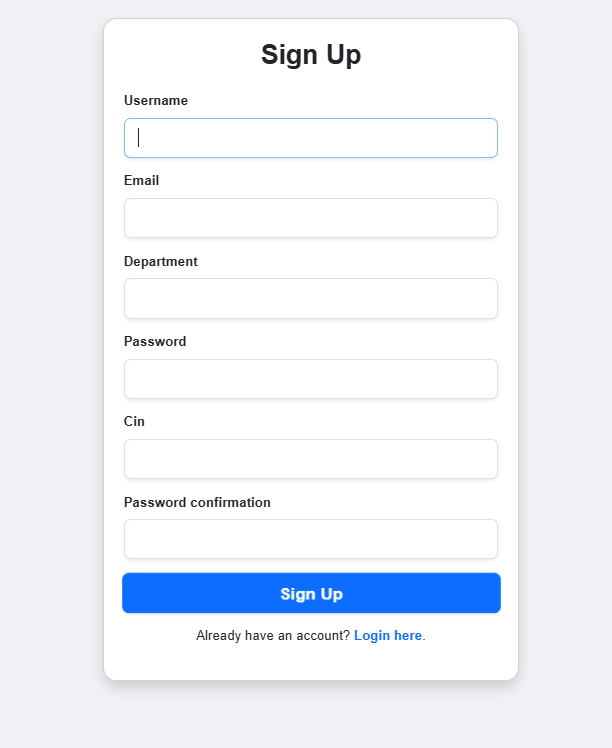 Sign Up
Username
Email
Department
Password
Cin
Password confirmation
Sign Up
Already have an account? Login here.